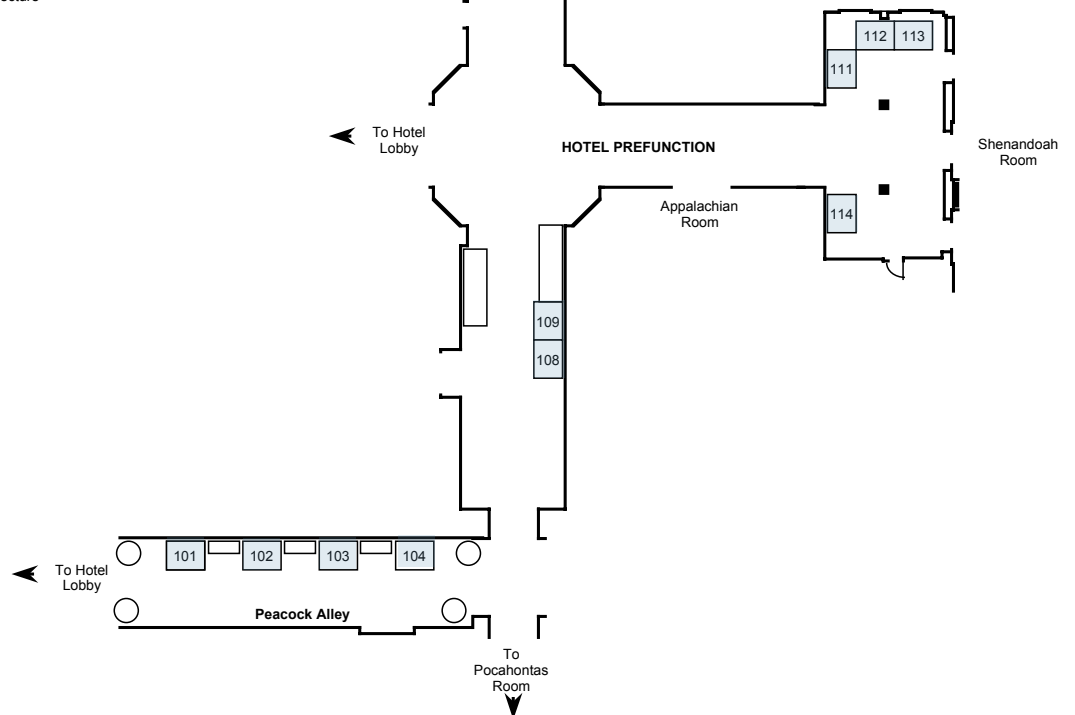 112 113
111
To Hotel
Lobby
HOTEL PREFUNCTION
Shenandoah
Room
Appalachian
Room
114
109
108
101 102 103 104
To Hotel
Lobby
Peacock Alley
To
Pocahontas
Room